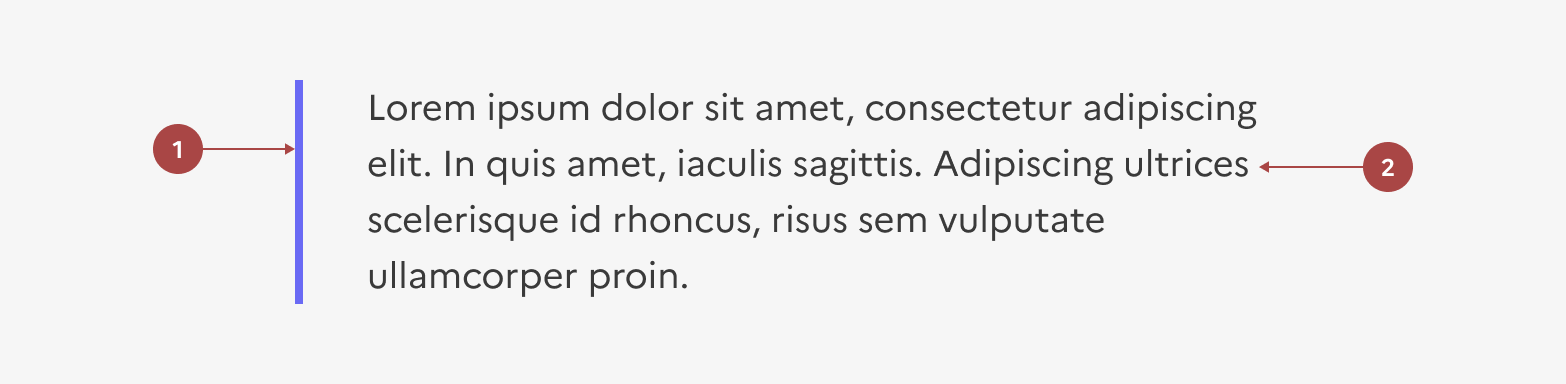 Lorem ipsum dolor sit amet, consectetur adipiscing
1
elit. In quis amet, iaculis sagittis. Adipiscing ultrices
2
scelerisque id rhoncus, risus sem vulputate
ullamcorper proin.